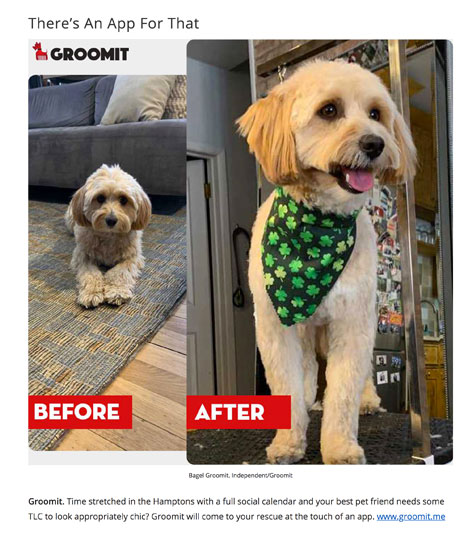 There's An App For That
GROOMIT
BEFORE
AFTER
Bagel Groomit. Independent/Groomit
Groomit. Time stretched in the Hamptons with a full social calendar and your best pet friend needs some
TLC to look appropriately chic? Groomit will come to your rescue at the touch of an app. www.groomit.me